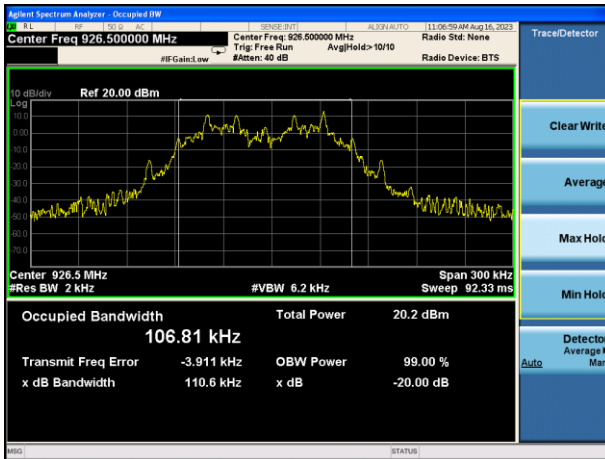 Agilent Spectrum Analyzer - Occupied BW
RL RF 50 Ω AC SENSE:INT ALIGN AUTO 11:06:59 AM Aug 16, 2023
Center Freq 926.500000 MHz Center Freq: 926.500000 MHz Radio Std: None
Trig: Free Run Avg|Hold:>10/10
#IFGain:Low #Atten: 40 dB Radio Device: BTS
10 dB/div Ref 20.00 dBm
Log
10.0
0.00
-10.0
-20.0
-30.0
-40.0
-50.0
-60.0
-70.0
Center 926.5 MHz Span 300 kHz
#Res BW 2 kHz #VBW 6.2 kHz Sweep 92.33 ms
Occupied Bandwidth Total Power 20.2 dBm
106.81 kHz
Transmit Freq Error -3.911 kHz OBW Power 99.00 %
x dB Bandwidth 110.6 kHz x dB -20.00 dB
MSG STATUS
Trace/Detector
Clear Write
Average
Max Hold
Min Hold
Detector
Average
Auto Man